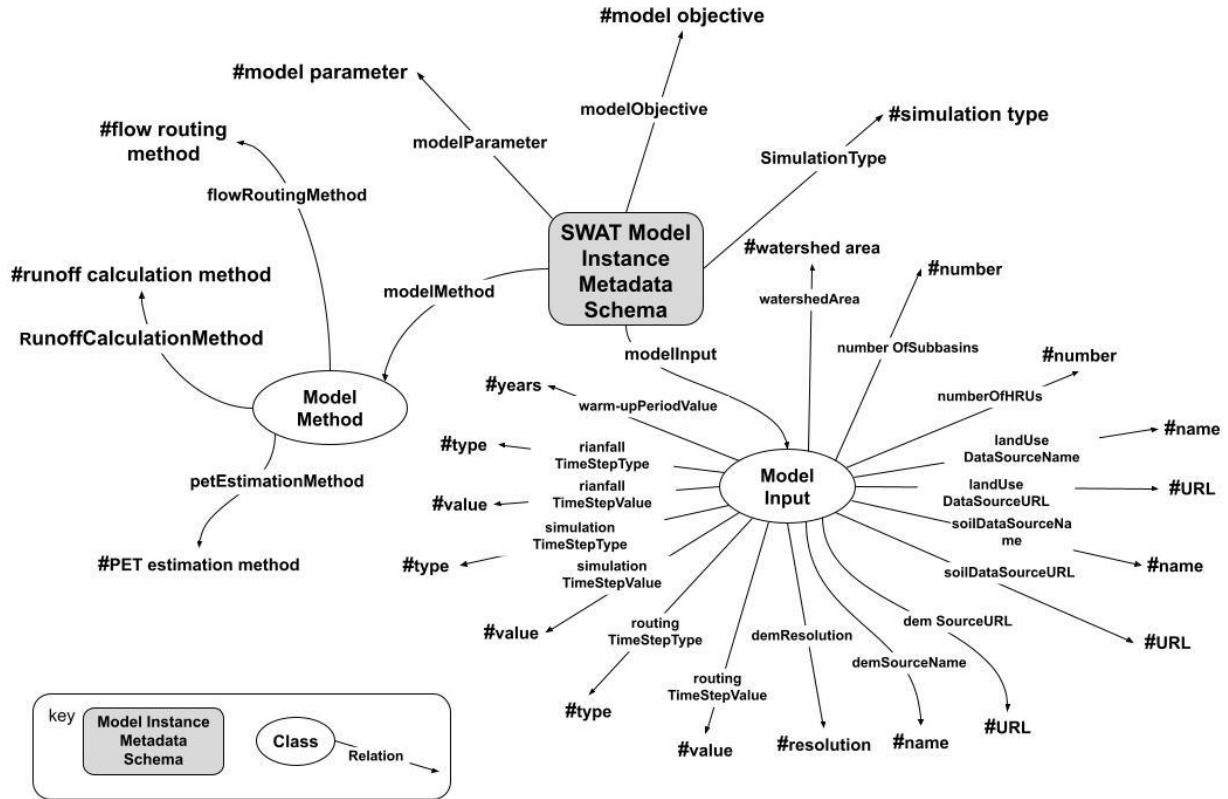 #model objective
#model parameter
modelObjective
#simulation type
#flow routing
method
modelParameter
SimulationType
flowRoutingMethod
SWAT Model
Instance
Metadata
Schema
#watershed area
#number
#runoff calculation method
modelMethod
watershedArea
RunoffCalculationMethod
modelInput
number OfSubbasins
#number
#years
warm-upPeriodValue
numberOfHRUs
Model
Method
#name
landUse
DataSourceName
#type
rianfall
TimeStepType
petEstimationMethod
Model
Input
#value
rianfall
TimeStepValue
landUse
DataSourceURL
#URL
simulation
TimeStepType
soilDataSourceNa
me
#PET estimation method
#type
#name
simulation
TimeStepValue
soilDataSourceURL
#value
routing
TimeStepType
demResolution
dem SourceURL
#URL
demSourceName
routing
TimeStepValue
#type
#value
#resolution
#name
#URL
key
Model Instance
Metadata
Schema
Class
Relation